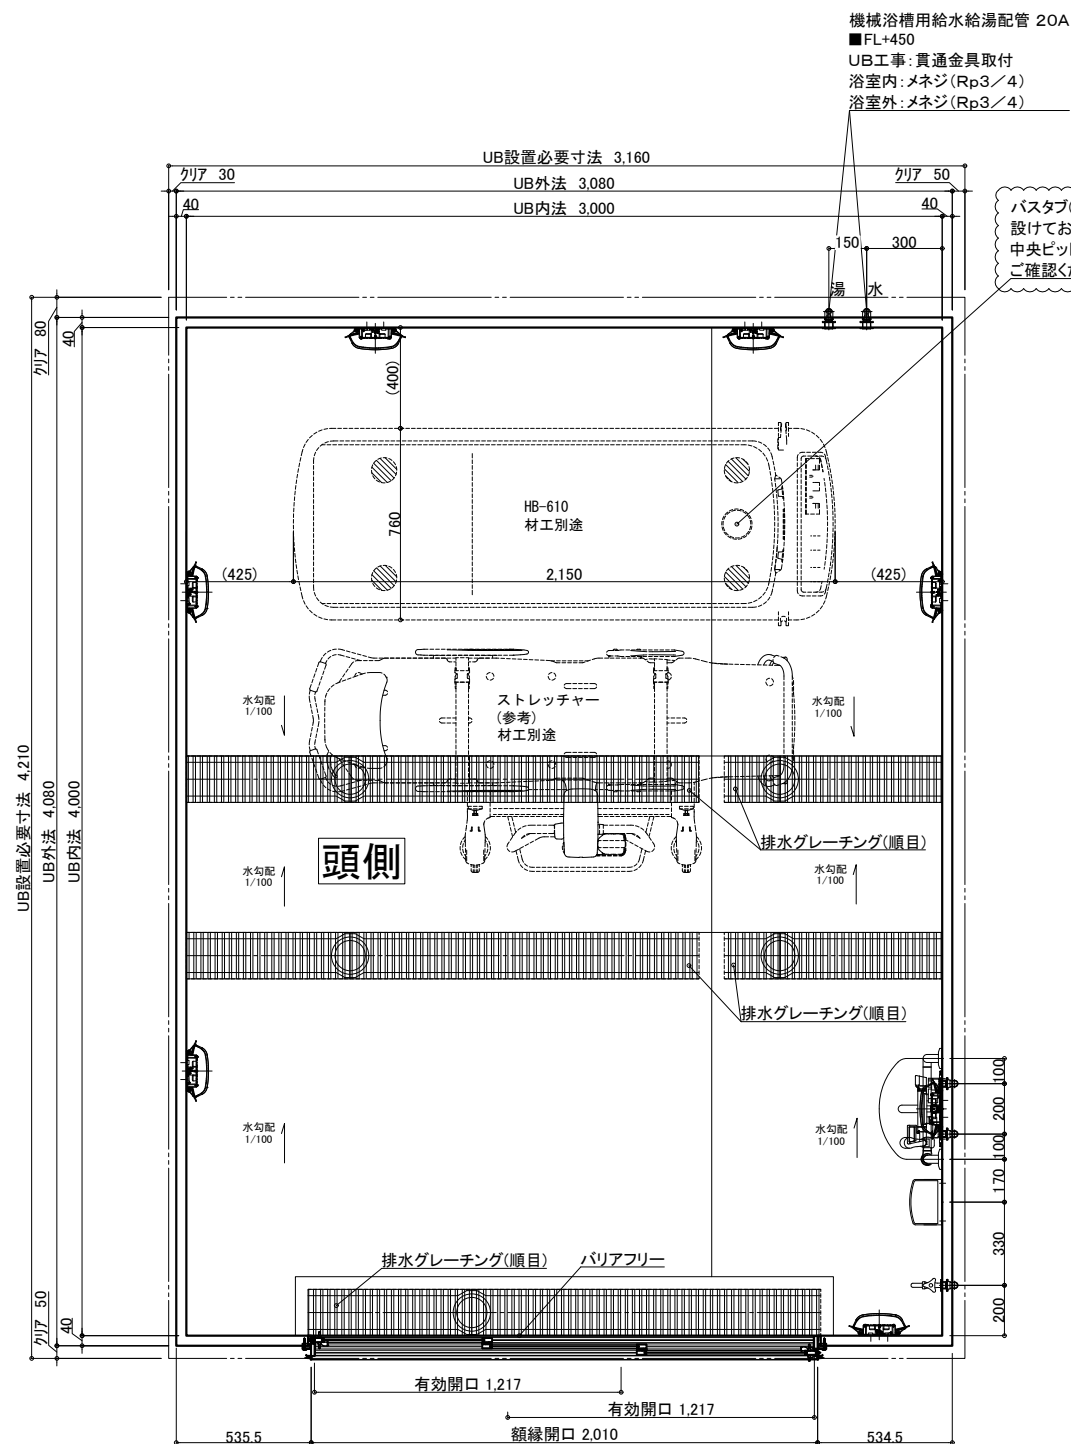 機械浴槽用給水給湯配管 20A
■FL+450
UB工事:貫通金具取付
浴室内:メネジ(Rp3／4)
浴室外:メネジ(Rp3／4)
UB設置必要寸法 3,160
クリア 30
UB外法 3,080
クリア 50
40
UB内法 3,000
40
バスタブ(
設けてお
中央ピット
ご確認くだ
150
300
湯
水
クリア 80
40
(400)
HB-610
材工別途
760
(425)
2,150
(425)
ストレッチャー
(参考)
材工別途
水勾配
1/100
水勾配
1/100
UB設置必要寸法 4,210
UB外法 4,080
UB内法 4,000
排水グレーチング(順目)
頭側
水勾配
1/100
水勾配
1/100
排水グレーチング(順目)
100
200
100
170
330
200
水勾配
1/100
水勾配
1/100
排水グレーチング(順目)
バリアフリー
クリア 50
40
有効開口 1,217
有効開口 1,217
535.5
額縁開口 2,010
534.5